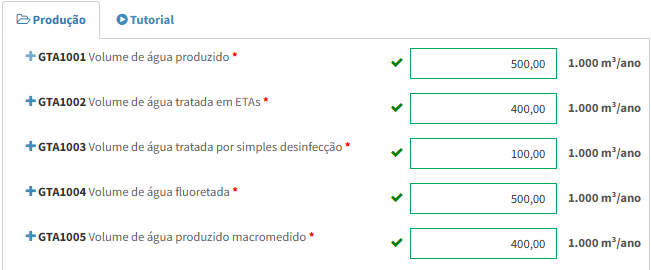 Produção Tutorial
GTA1001 Volume de água produzido * 500,00 1.000 m³/ano
GTA1002 Volume de água tratada em ETAs * 400,00 1.000 m³/ano
GTA1003 Volume de água tratada por simples desinfecção * 100,00 1.000 m³/ano
GTA1004 Volume de água fluoretada * 500,00 1.000 m³/ano
GTA1005 Volume de água produzido macromedido * 400,00 1.000 m³/ano